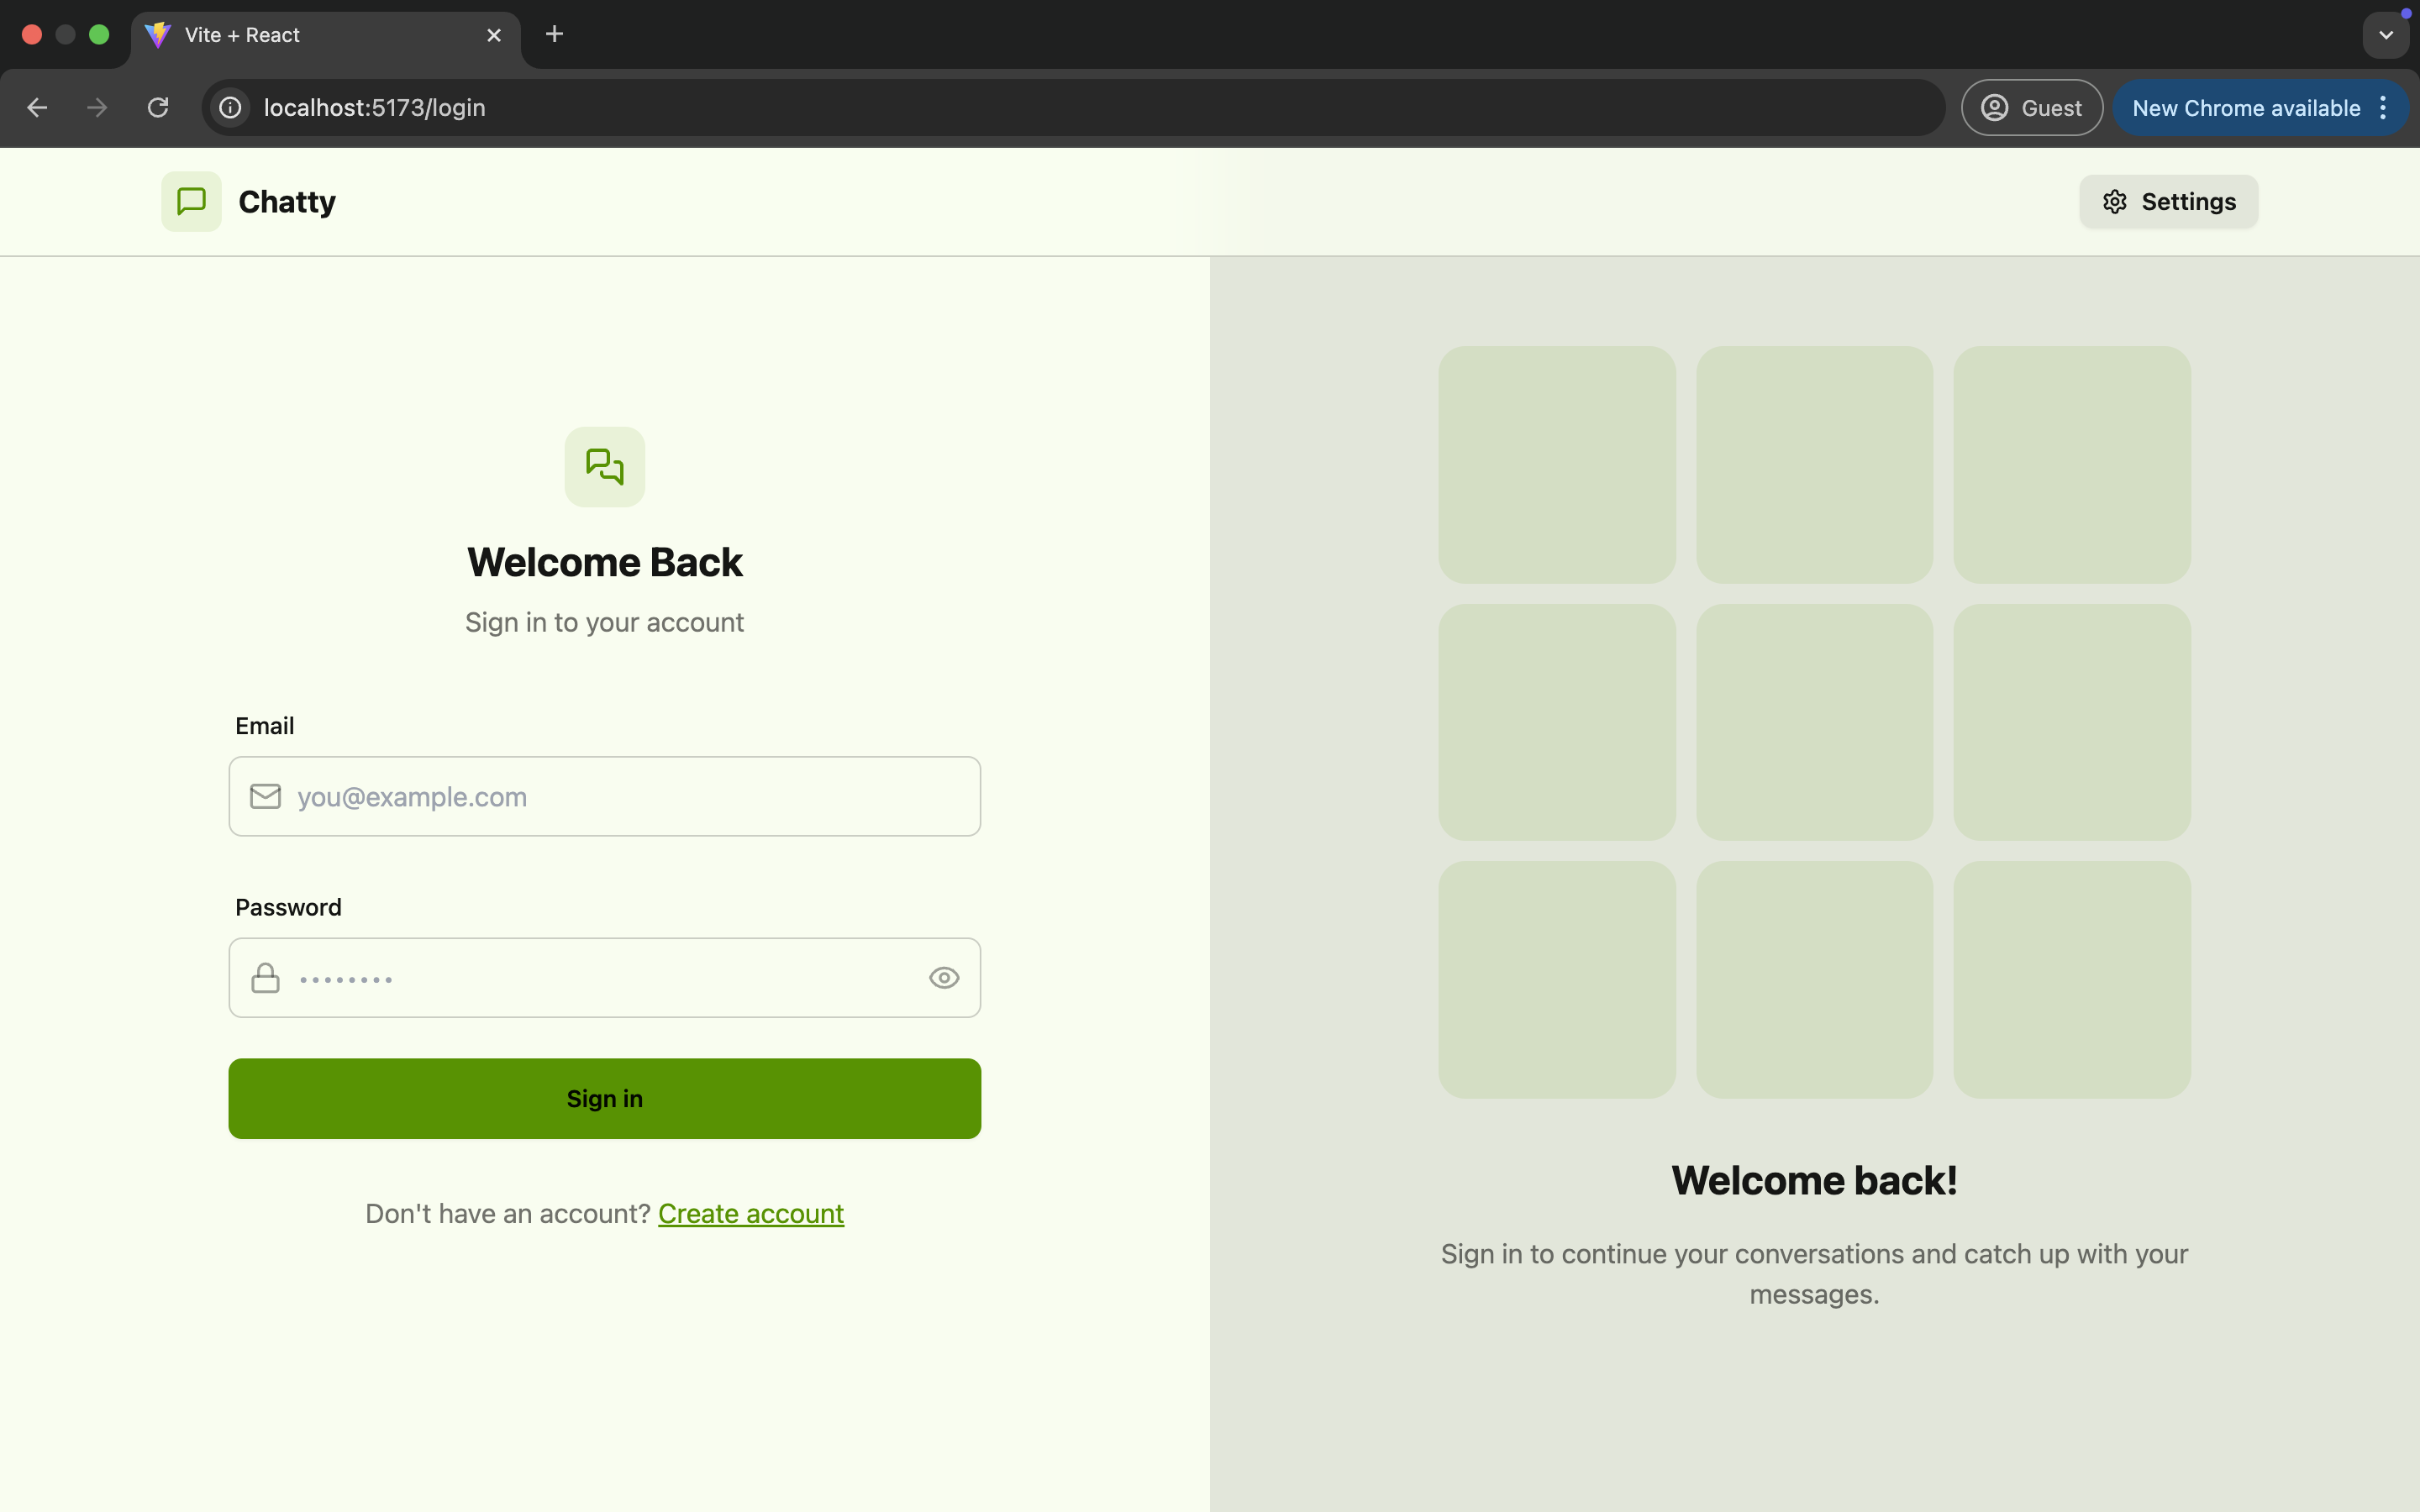 Vite + React
localhost:5173/login
Guest
New Chrome available
Chatty
Settings
Welcome Back
Sign in to your account
Email
you@example.com
Password
••••••••
Sign in
Don't have an account? Create account
Welcome back!
Sign in to continue your conversations and catch up with your
messages.